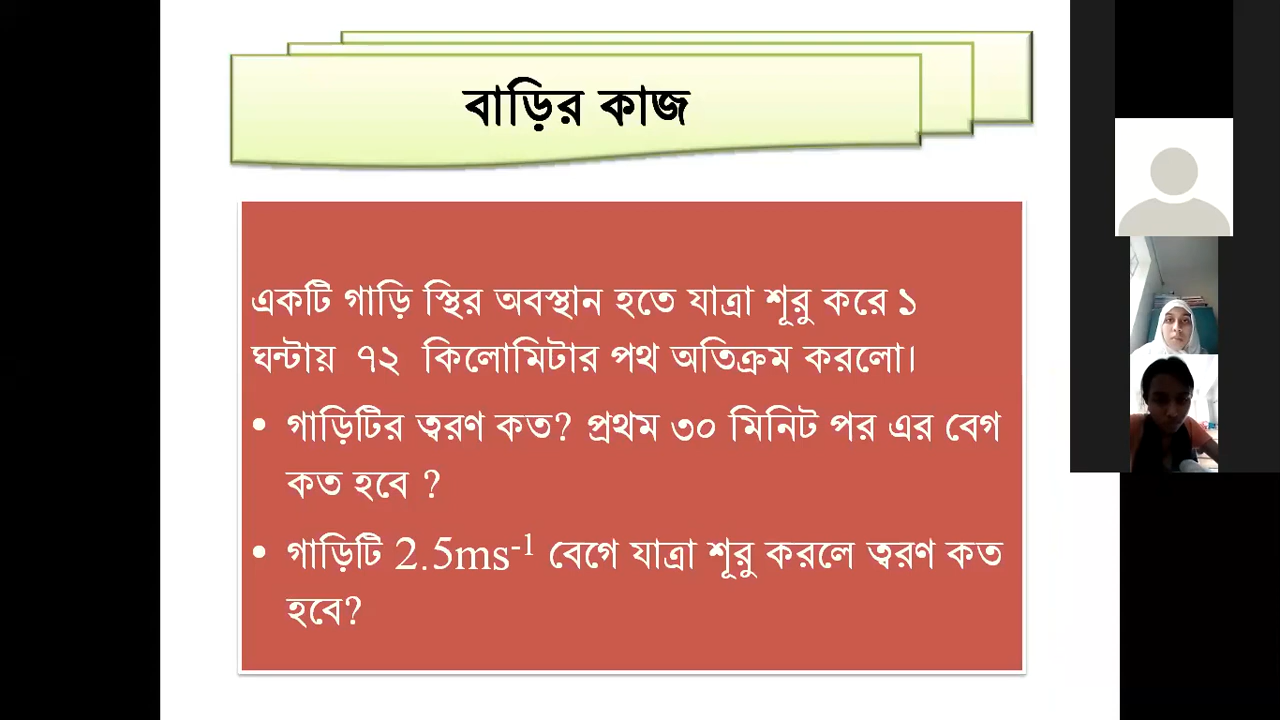 বাড়ির কাজ
একটি গাড়ি স্থির অবস্থান হতে যাত্রা শূরু করে ১
ঘন্টায় ৭২ কিলোমিটার পথ অতিক্রম করলো।
• গাড়িটির ত্বরণ কত? প্রথম ৩০ মিনিট পর এর বেগ
কত হবে ?
• গাড়িটি 2.5ms⁻¹ বেগে যাত্রা শূরু করলে ত্বরণ কত
হবে?